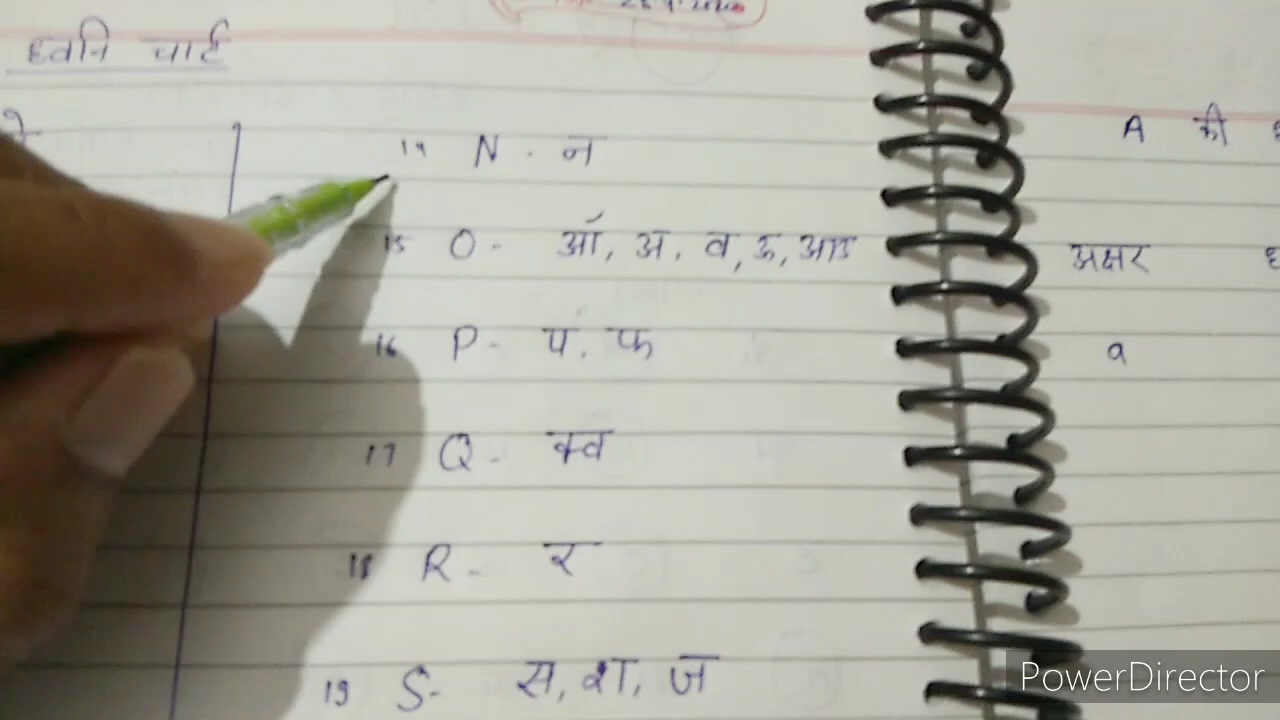 ध्वनि चार्ट
14 N - न
15 O - ऑ, अ, व, ऊ, आउ
16 P - प, फ
17 Q - क्व
18 R - र
19 S - स, श, ज
A की
अक्षर
a
PowerDirector